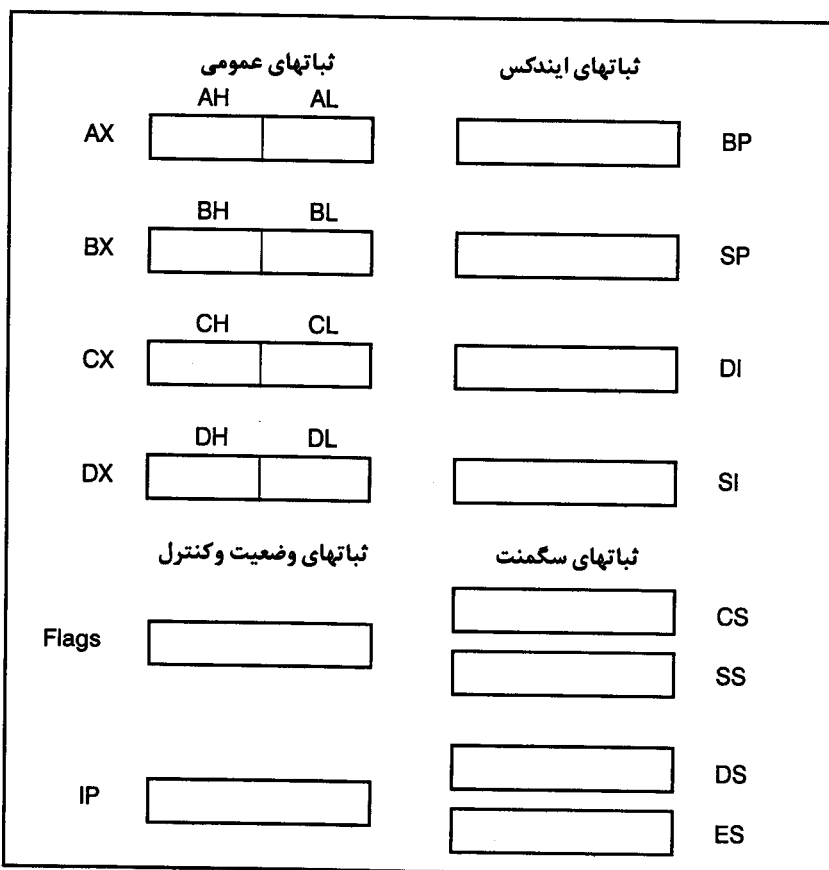 ثباتهای عمومی
ثباتهای ایندکس
AH AL
AX
BP
BH BL
BX
SP
CH CL
CX
DI
DH DL
DX
SI
ثباتهای وضعیت وکنترل
ثباتهای سگمنت
Flags
CS
SS
IP
DS
ES